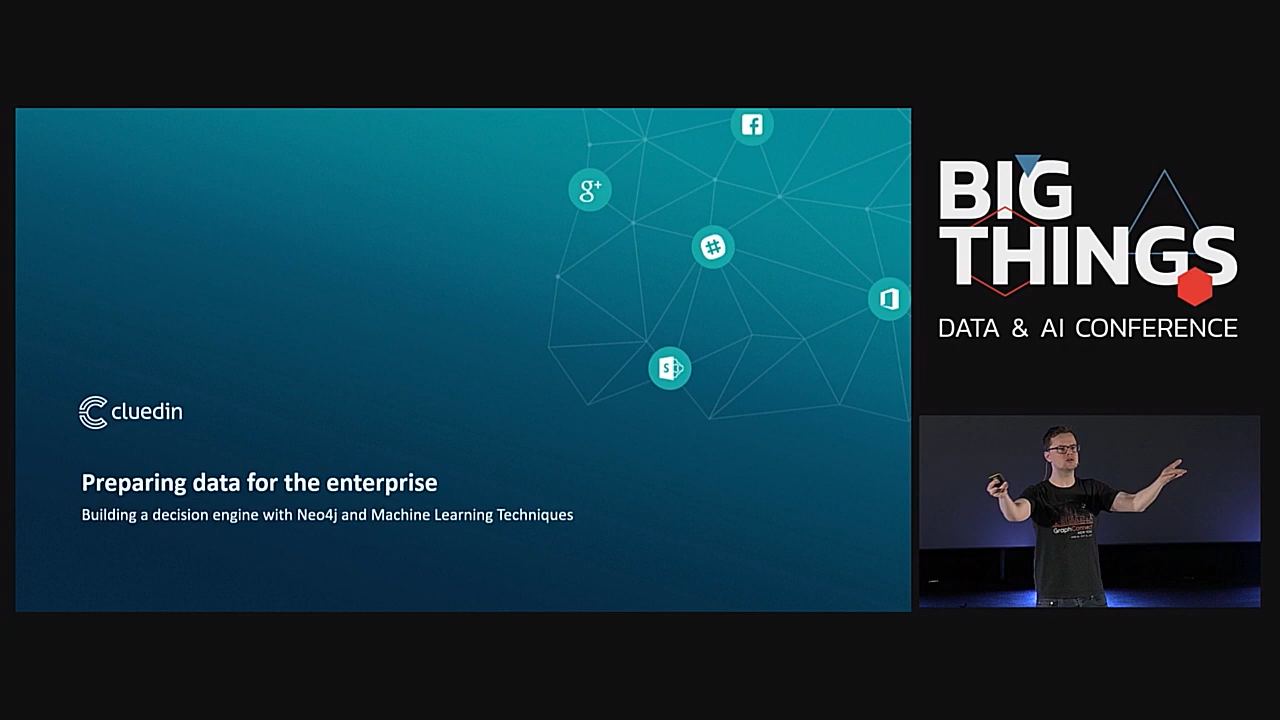 cluedin
Preparing data for the enterprise
Building a decision engine with Neo4j and Machine Learning Techniques
BIG
THINGS
DATA & AI CONFERENCE
GraphConnect